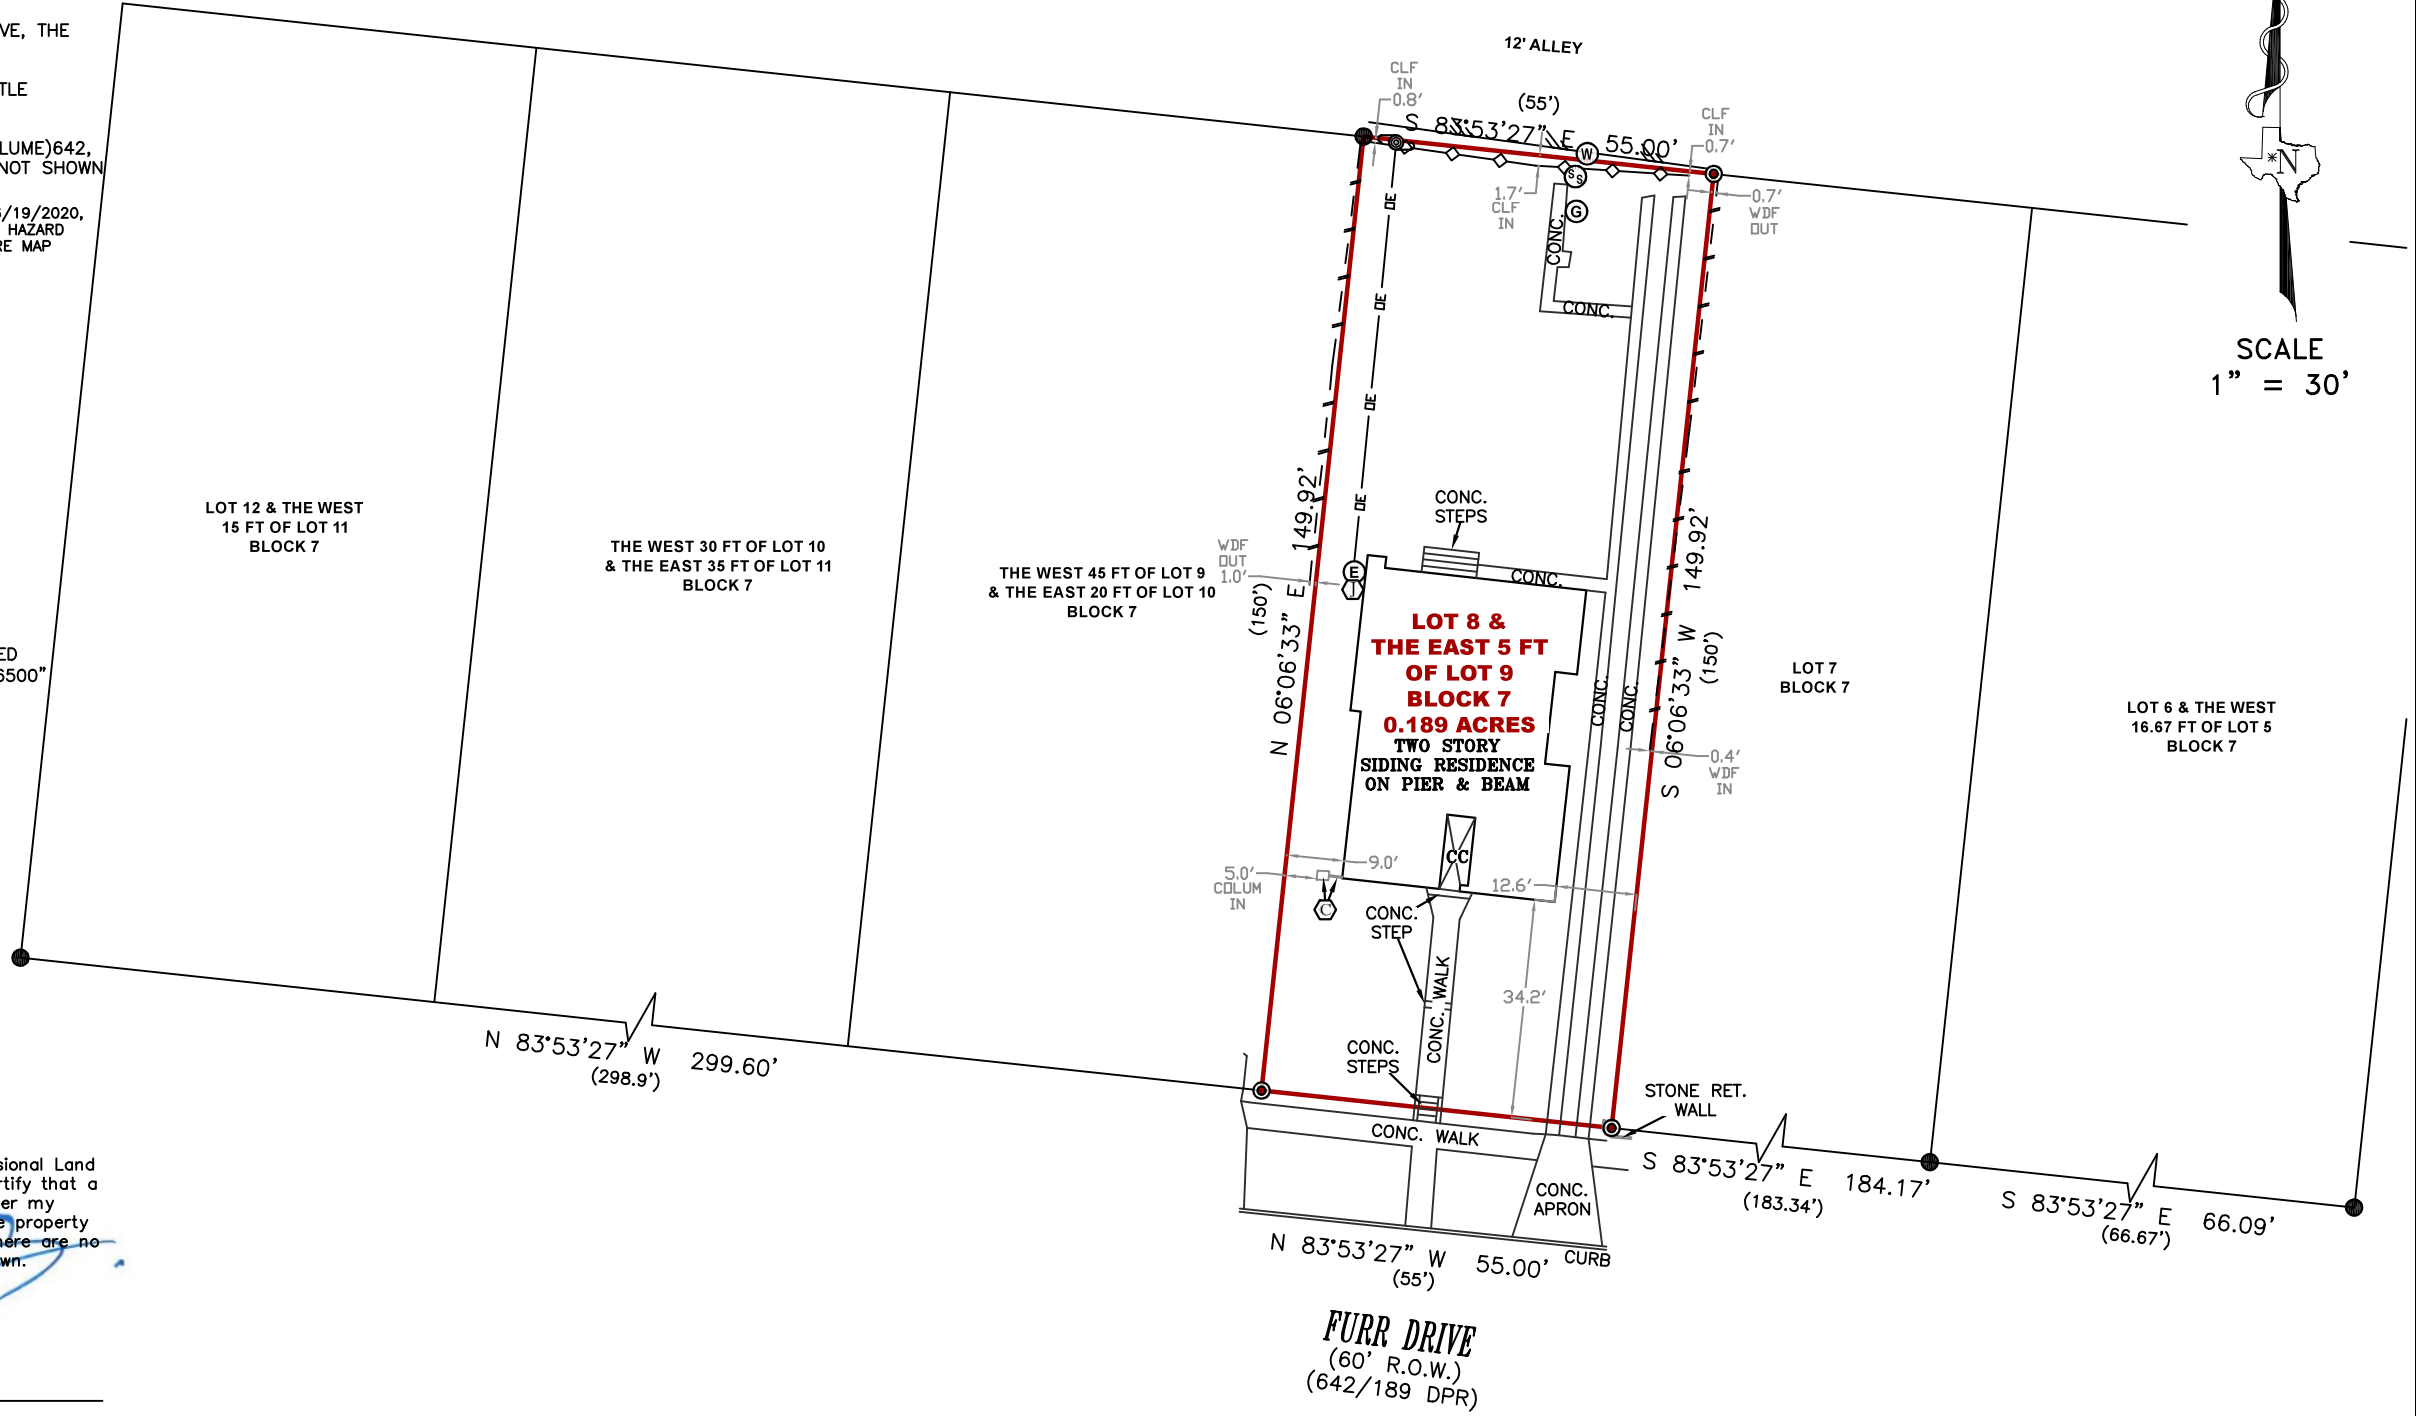 VE, THE
TLE
LUME)642,
NOT SHOWN
/19/2020,
HAZARD
RE MAP
ED
6500"
sional Land
rtify that a
er my
e property
here are no
wn.
12' ALLEY
(55')
S 83°53'27" E 55.00'
CLF
IN
0.8'
CLF
IN
0.7'
W
SS
G
1.7'
CLF
IN
0.7'
WDF
OUT
N
SCALE
1" = 30'
OE
OE
OE
OE
CONC.
CONC.
LOT 12 & THE WEST
15 FT OF LOT 11
BLOCK 7
THE WEST 30 FT OF LOT 10
& THE EAST 35 FT OF LOT 11
BLOCK 7
THE WEST 45 FT OF LOT 9
& THE EAST 20 FT OF LOT 10
BLOCK 7
WDF
OUT
1.0'
N 06°06'33" E 149.92'
(150')
CONC.
STEPS
E
J
CONC.
LOT 8 &
THE EAST 5 FT
OF LOT 9
BLOCK 7
0.189 ACRES
TWO STORY
SIDING RESIDENCE
ON PIER & BEAM
CONC.
CONC.
S 06°06'33" W 149.92'
(150')
LOT 7
BLOCK 7
LOT 6 & THE WEST
16.67 FT OF LOT 5
BLOCK 7
0.4'
WDF
IN
CC
9.0'
5.0'
COLUM
IN
C
12.6'
CONC.
STEP
34.2'
CONC. WALK
CONC.
STEPS
STONE RET.
WALL
CONC. WALK
CONC.
APRON
N 83°53'27" W 299.60'
(298.9')
S 83°53'27" E 184.17'
(183.34')
S 83°53'27" E 66.09'
(66.67')
N 83°53'27" W 55.00'
(55')
CURB
FURR DRIVE
(60' R.O.W.)
(642/189 DPR)